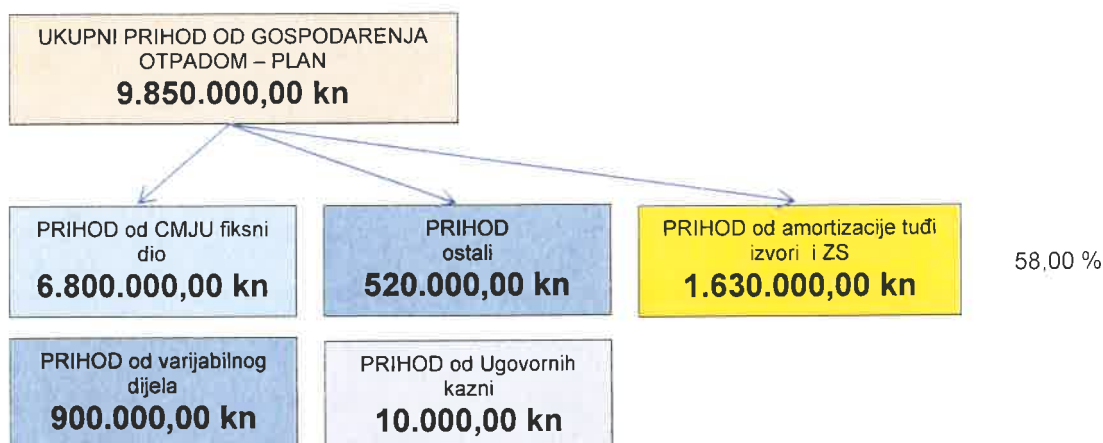 UKUPNI PRIHOD OD GOSPODARENJA
OTPADOM – PLAN
9.850.000,00 kn
PRIHOD od CMJU fiksni
dio
6.800.000,00 kn
PRIHOD
ostali
520.000,00 kn
PRIHOD od amortizacije tuđi
izvori i ZS
1.630.000,00 kn
58,00 %
PRIHOD od varijabilnog
dijela
900.000,00 kn
PRIHOD od Ugovornih
kazni
10.000,00 kn